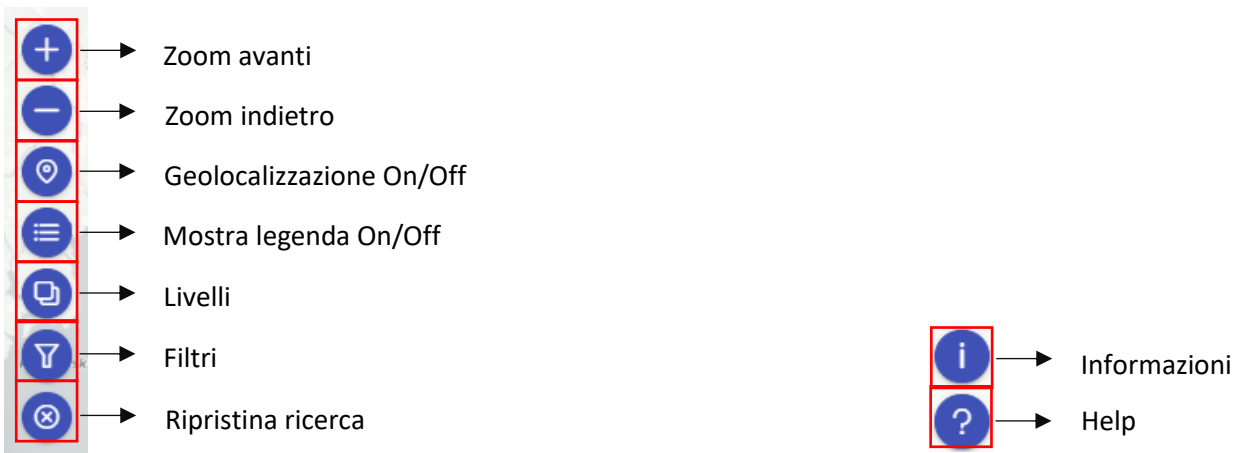 Zoom avanti
Zoom indietro
Geolocalizzazione On/Off
Mostra legenda On/Off
Livelli
Filtri
Ripristina ricerca
i
Informazioni
?
Help